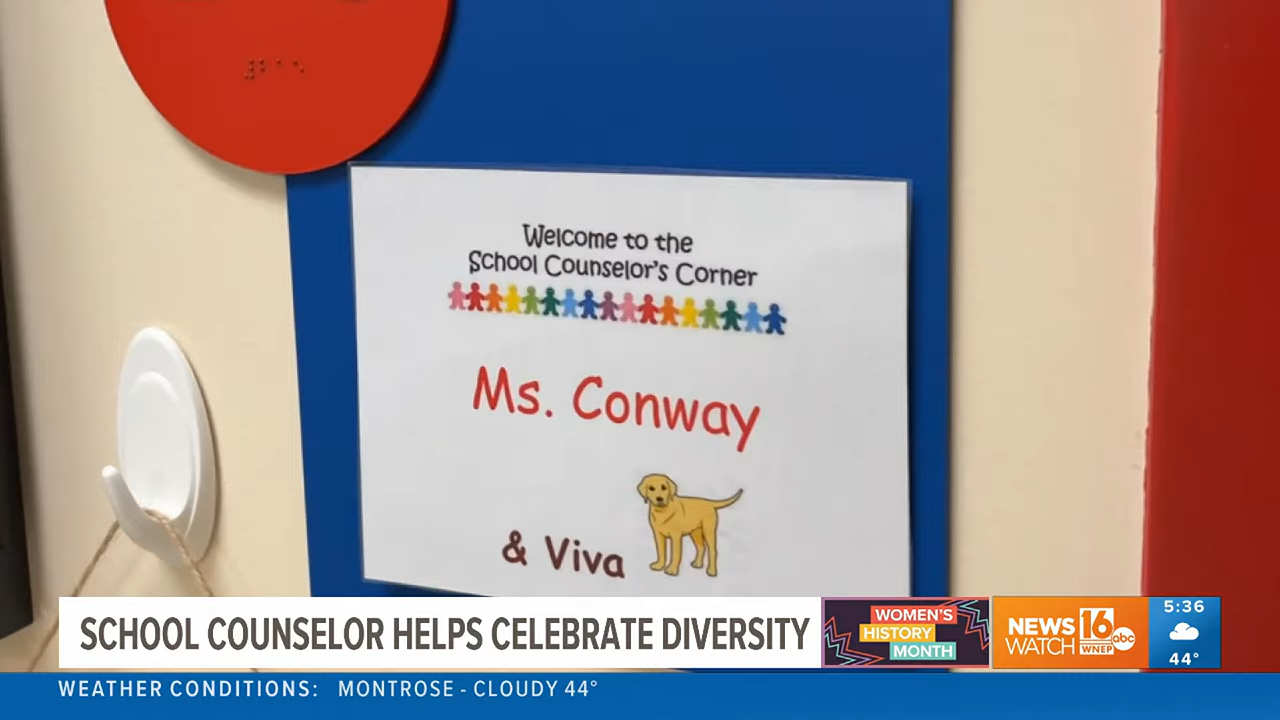 Welcome to the
School Counselor's Corner
Ms. Conway
& Viva
SCHOOL COUNSELOR HELPS CELEBRATE DIVERSITY
WOMEN'S
HISTORY
MONTH
NEWS
WATCH
16
WNEP
abc
5:36
44°
WEATHER CONDITIONS: MONTROSE - CLOUDY 44°